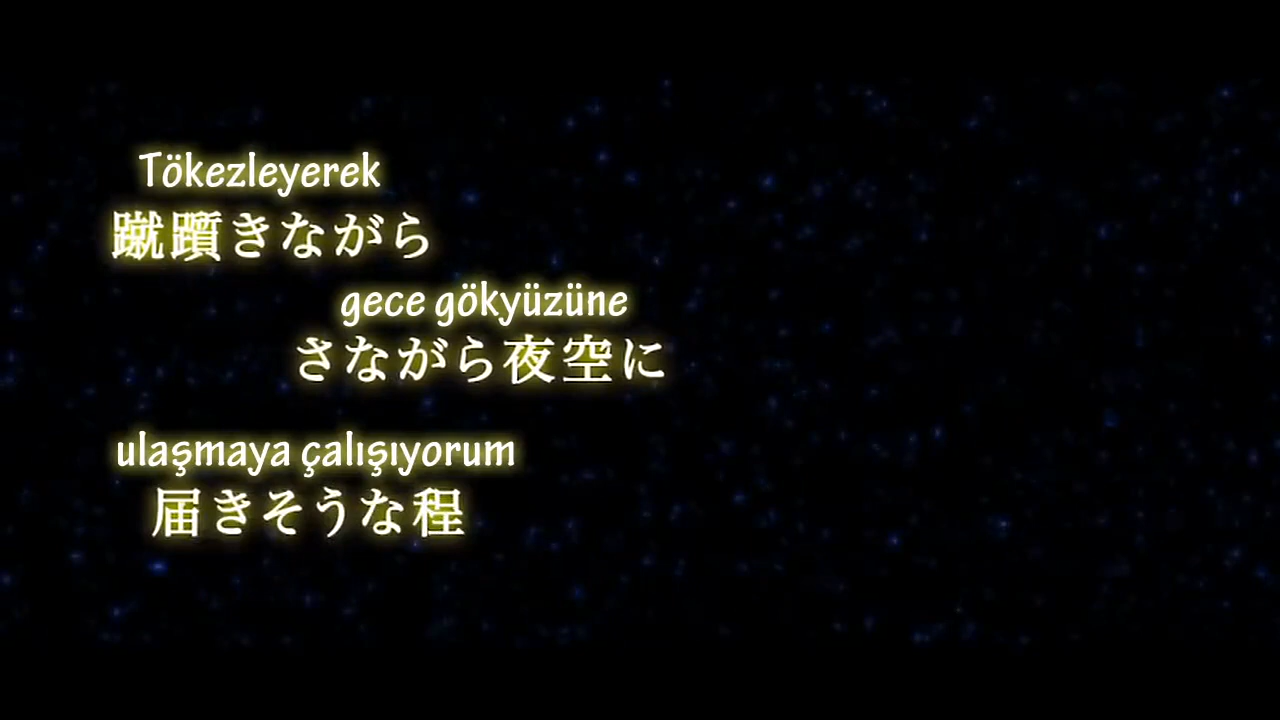 Tökezleyerek
蹴躓きながら
gece gökyüzüne
さながら夜空に
ulaşmaya çalışıyorum
届きそうな程